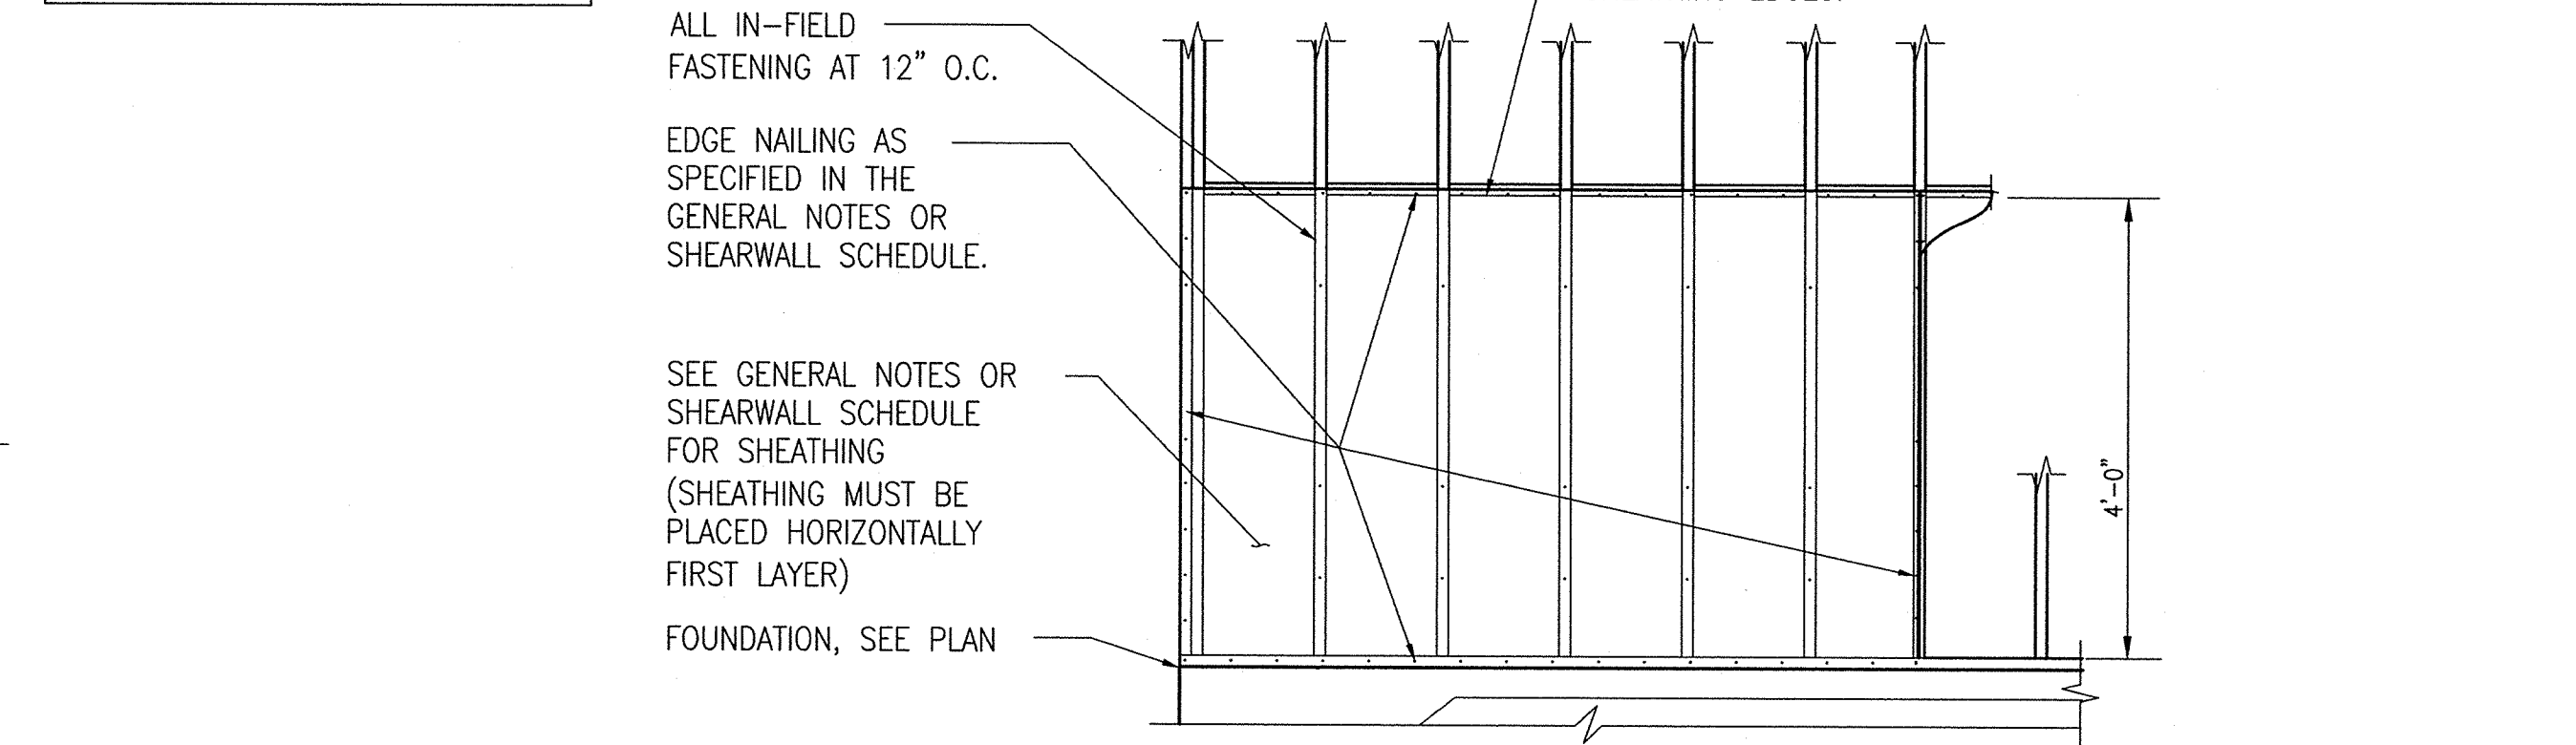 ALL IN-FIELD
FASTENING AT 12" O.C.
EDGE NAILING AS
SPECIFIED IN THE
GENERAL NOTES OR
SHEARWALL SCHEDULE.
SEE GENERAL NOTES OR
SHEARWALL SCHEDULE
FOR SHEATHING
(SHEATHING MUST BE
PLACED HORIZONTALLY
FIRST LAYER)
FOUNDATION, SEE PLAN
4'-0"